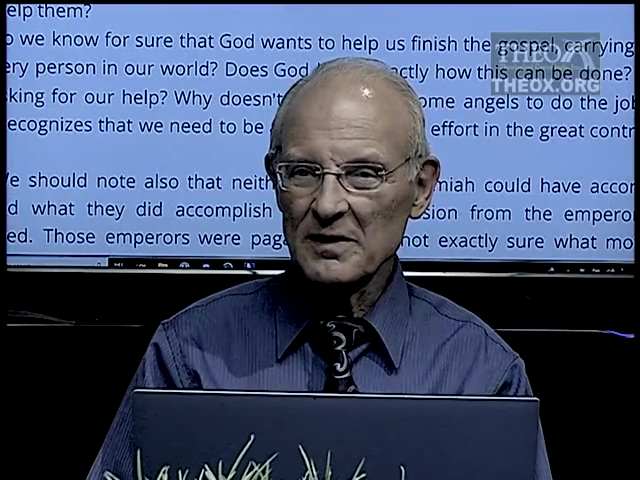 elp them?
o we know for sure that God wants to help us finish the gospel, carrying
ery person in our world? Does God actly how this can be done?
king for our help? Why doesn't ome angels to do the jo
ecognizes that we need to be effort in the great contr
e should note also that neith miah could have accor
d what they did accomplish sion from the empero
ed. Those emperors were paga not exactly sure what mo
THEOX
THEOX.ORG